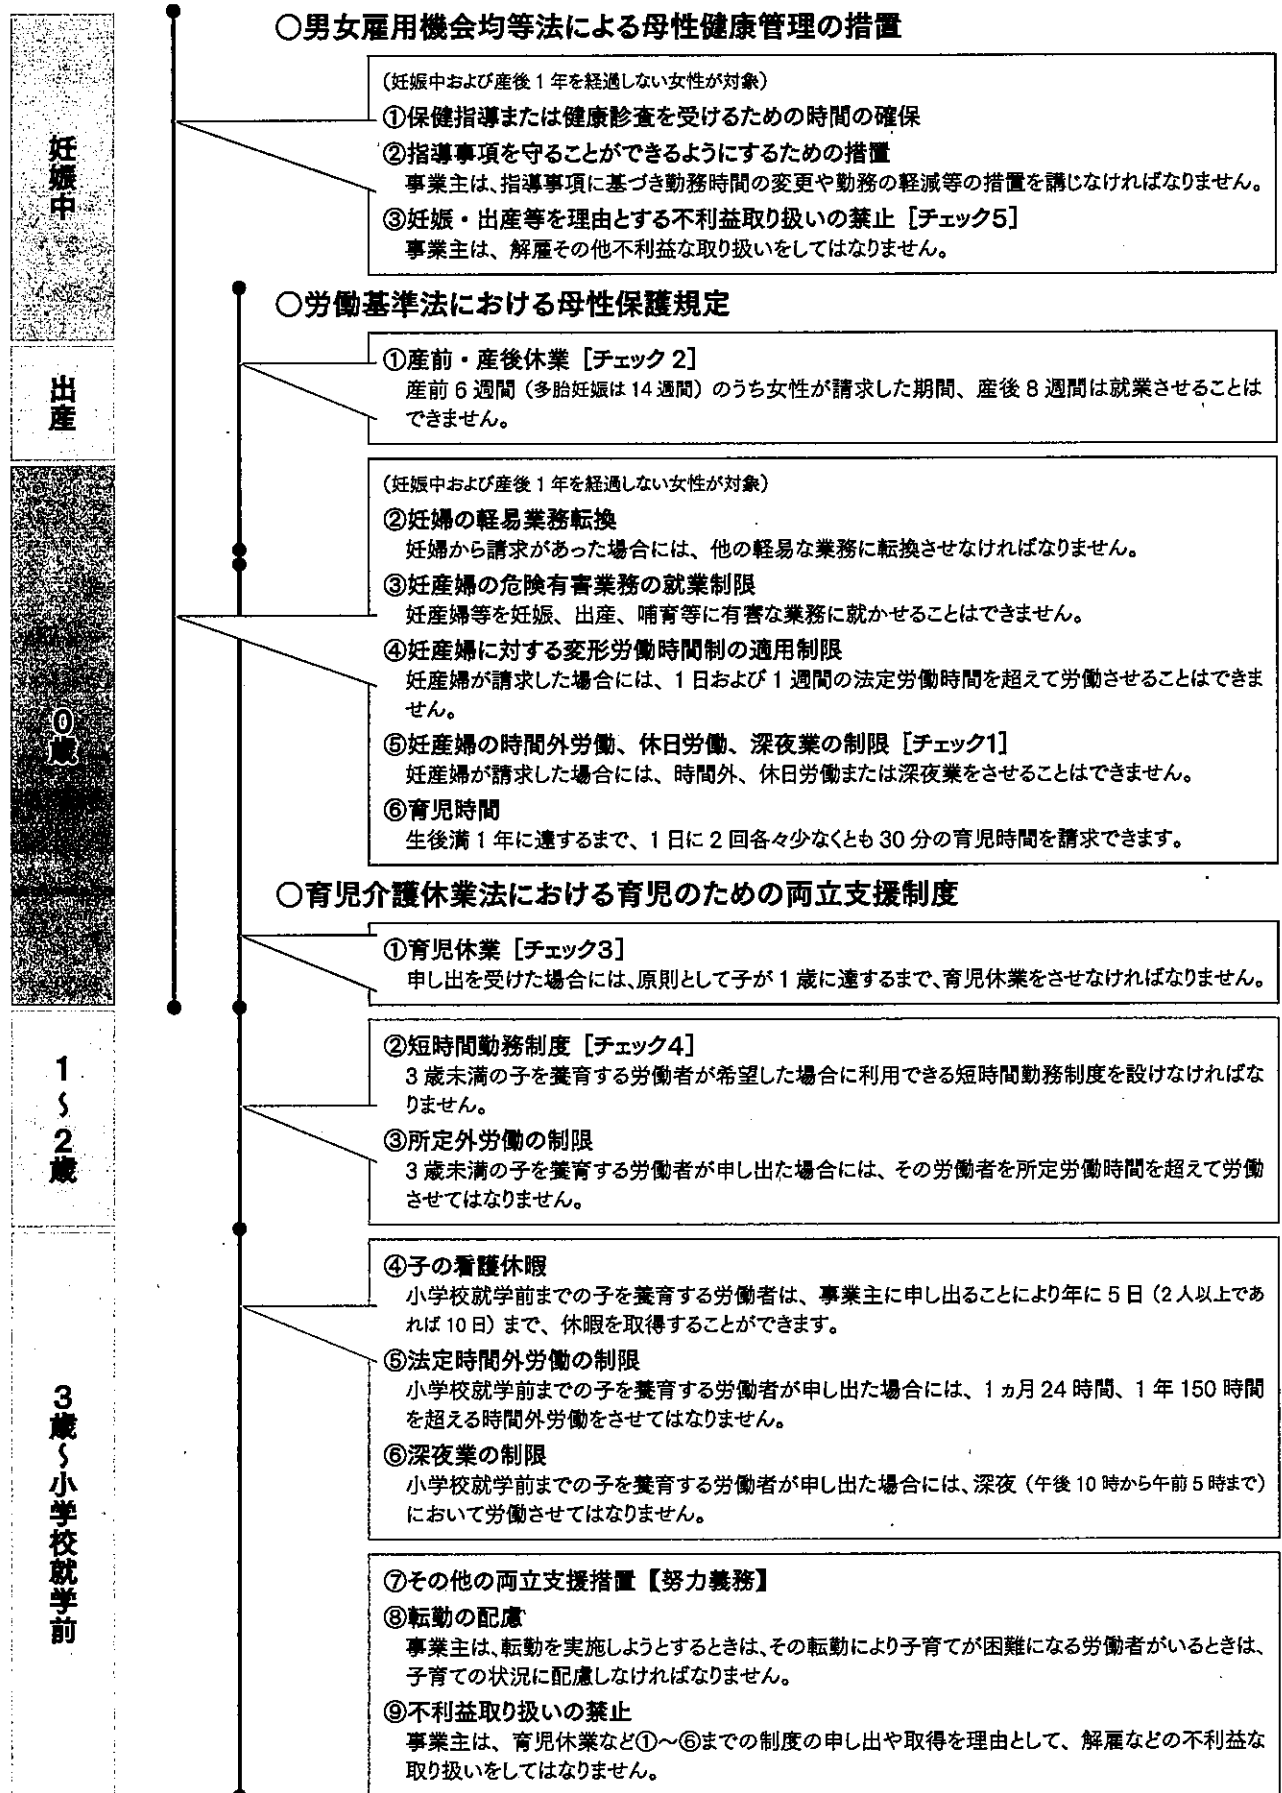 妊娠中
出産
0歳
1～2歳
3歳～小学校就学前
○男女雇用機会均等法による母性健康管理の措置
(妊娠中および産後1年を経過しない女性が対象)
①保健指導または健康診査を受けるための時間の確保
②指導事項を守ることができるようにするための措置
事業主は、指導事項に基づき勤務時間の変更や勤務の軽減等の措置を講じなければなりません。
③妊娠・出産等を理由とする不利益取り扱いの禁止［チェック5］
事業主は、解雇その他不利益な取り扱いをしてはなりません。
○労働基準法における母性保護規定
①産前・産後休業［チェック2］
産前6週間（多胎妊娠は14週間）のうち女性が請求した期間、産後8週間は就業させることは
できません。
(妊娠中および産後1年を経過しない女性が対象)
②妊婦の軽易業務転換
妊婦から請求があった場合には、他の軽易な業務に転換させなければなりません。
③妊産婦の危険有害業務の就業制限
妊産婦等を妊娠、出産、哺育等に有害な業務に就かせることはできません。
④妊産婦に対する変形労働時間制の適用制限
妊産婦が請求した場合には、1日および1週間の法定労働時間を超えて労働させることはできま
せん。
⑤妊産婦の時間外労働、休日労働、深夜業の制限［チェック1］
妊産婦が請求した場合には、時間外、休日労働または深夜業をさせることはできません。
⑥育児時間
生後満1年に達するまで、1日に2回各々少なくとも30分の育児時間を請求できます。
○育児介護休業法における育児のための両立支援制度
①育児休業［チェック3］
申し出を受けた場合には、原則として子が1歳に達するまで、育児休業をさせなければなりません。
②短時間勤務制度［チェック4］
3歳未満の子を養育する労働者が希望した場合に利用できる短時間勤務制度を設けなければな
りません。
③所定外労働の制限
3歳未満の子を養育する労働者が申し出た場合には、その労働者を所定労働時間を超えて労働
させてはなりません。
④子の看護休暇
小学校就学前までの子を養育する労働者は、事業主に申し出ることにより年に5日（2人以上であ
れば10日）まで、休暇を取得することができます。
⑤法定時間外労働の制限
小学校就学前までの子を養育する労働者が申し出た場合には、1ヵ月24時間、1年150時間
を超える時間外労働をさせてはなりません。
⑥深夜業の制限
小学校就学前までの子を養育する労働者が申し出た場合には、深夜（午後10時から午前5時まで）
において労働させてはなりません。
⑦その他の両立支援措置【努力義務】
⑧転勤の配慮
事業主は、転勤を実施しようとするときは、その転勤により子育てが困難になる労働者がいるときは、
子育ての状況に配慮しなければなりません。
⑨不利益取り扱いの禁止
事業主は、育児休業など①～⑥までの制度の申し出や取得を理由として、解雇などの不利益な
取り扱いをしてはなりません。